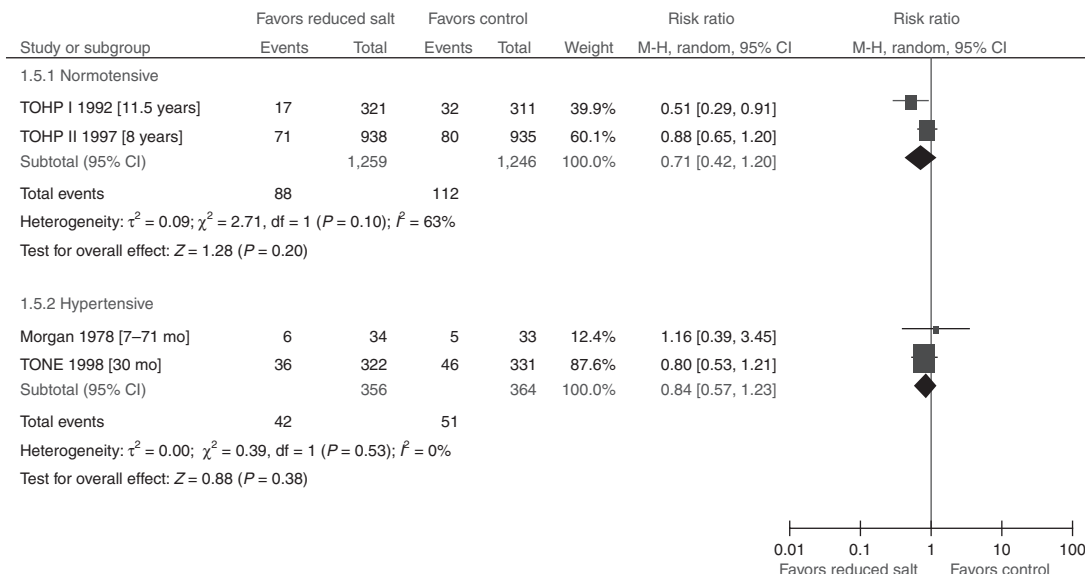 Favors reduced salt Favors control Risk ratio Risk ratio
Study or subgroup Events Total Events Total Weight M-H, random, 95% CI M-H, random, 95% CI
1.5.1 Normotensive
TOHP I 1992 [11.5 years] 17 321 32 311 39.9% 0.51 [0.29, 0.91]
TOHP II 1997 [8 years] 71 938 80 935 60.1% 0.88 [0.65, 1.20]
Subtotal (95% CI) 1,259 1,246 100.0% 0.71 [0.42, 1.20]
Total events 88 112
Heterogeneity: τ² = 0.09; χ² = 2.71, df = 1 (P = 0.10); I² = 63%
Test for overall effect: Z = 1.28 (P = 0.20)
1.5.2 Hypertensive
Morgan 1978 [7–71 mo] 6 34 5 33 12.4% 1.16 [0.39, 3.45]
TONE 1998 [30 mo] 36 322 46 331 87.6% 0.80 [0.53, 1.21]
Subtotal (95% CI) 356 364 100.0% 0.84 [0.57, 1.23]
Total events 42 51
Heterogeneity: τ² = 0.00; χ² = 0.39, df = 1 (P = 0.53); I² = 0%
Test for overall effect: Z = 0.88 (P = 0.38)
0.01 0.1 1 10 100
Favors reduced salt Favors control